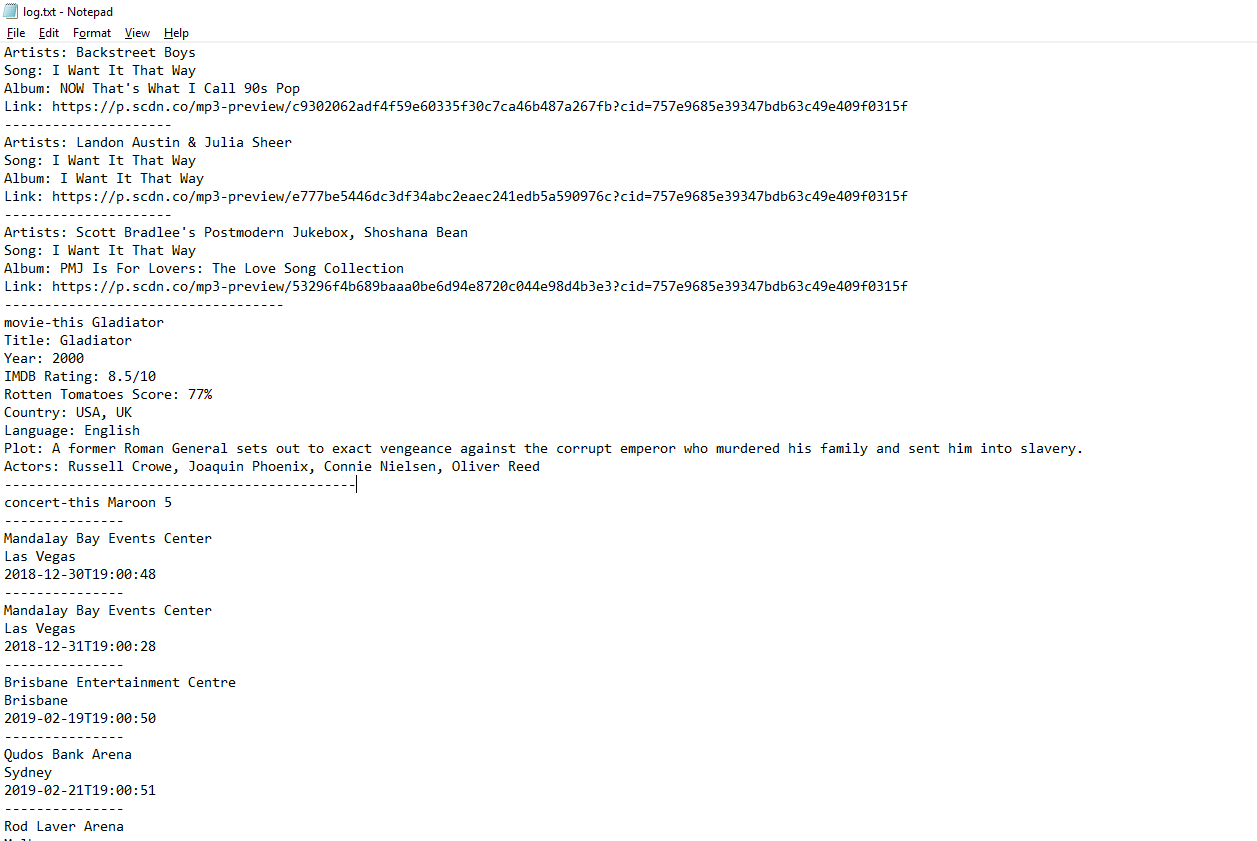 log.txt - Notepad
File Edit Format View Help
Artists: Backstreet Boys
Song: I Want It That Way
Album: NOW That's What I Call 90s Pop
Link: https://p.scdn.co/mp3-preview/c9302062adf4f59e60335f30c7ca46b487a267fb?cid=757e9685e39347bdb63c49e409f0315f
---------------------
Artists: Landon Austin & Julia Sheer
Song: I Want It That Way
Album: I Want It That Way
Link: https://p.scdn.co/mp3-preview/e777be5446dc3df34abc2eaec241edb5a590976c?cid=757e9685e39347bdb63c49e409f0315f
---------------------
Artists: Scott Bradlee's Postmodern Jukebox, Shoshana Bean
Song: I Want It That Way
Album: PMJ Is For Lovers: The Love Song Collection
Link: https://p.scdn.co/mp3-preview/53296f4b689baaa0be6d94e8720c044e98d4b3e3?cid=757e9685e39347bdb63c49e409f0315f
-----------------------------------
movie-this Gladiator
Title: Gladiator
Year: 2000
IMDB Rating: 8.5/10
Rotten Tomatoes Score: 77%
Country: USA, UK
Language: English
Plot: A former Roman General sets out to exact vengeance against the corrupt emperor who murdered his family and sent him into slavery.
Actors: Russell Crowe, Joaquin Phoenix, Connie Nielsen, Oliver Reed
--------------------------------------------
concert-this Maroon 5
---------------
Mandalay Bay Events Center
Las Vegas
2018-12-30T19:00:48
---------------
Mandalay Bay Events Center
Las Vegas
2018-12-31T19:00:28
---------------
Brisbane Entertainment Centre
Brisbane
2019-02-19T19:00:50
---------------
Qudos Bank Arena
Sydney
2019-02-21T19:00:51
---------------
Rod Laver Arena